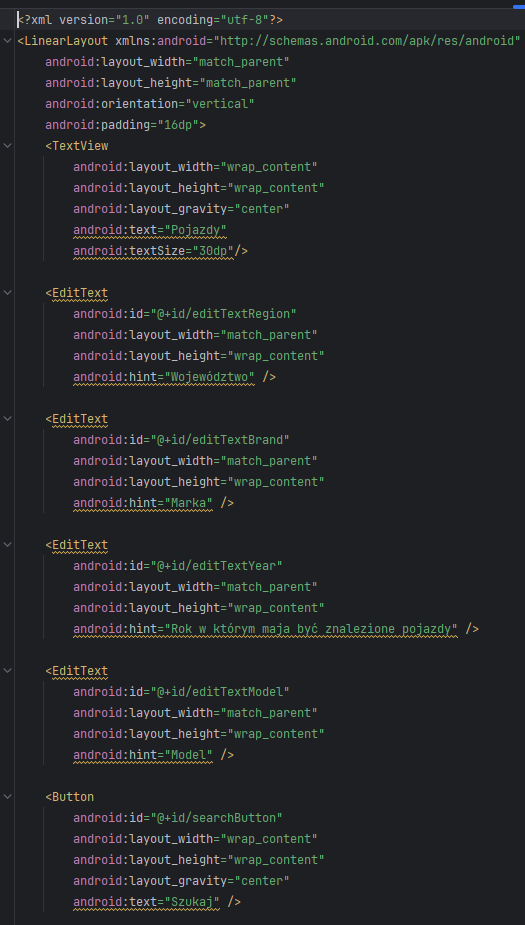 <?xml version="1.0" encoding="utf-8"?>
<LinearLayout xmlns:android="http://schemas.android.com/apk/res/android"
    android:layout_width="match_parent"
    android:layout_height="match_parent"
    android:orientation="vertical"
    android:padding="16dp">
    <TextView
        android:layout_width="wrap_content"
        android:layout_height="wrap_content"
        android:layout_gravity="center"
        android:text="Pojazdy"
        android:textSize="30dp"/>

    <EditText
        android:id="@+id/editTextRegion"
        android:layout_width="match_parent"
        android:layout_height="wrap_content"
        android:hint="Województwo" />

    <EditText
        android:id="@+id/editTextBrand"
        android:layout_width="match_parent"
        android:layout_height="wrap_content"
        android:hint="Marka" />

    <EditText
        android:id="@+id/editTextYear"
        android:layout_width="match_parent"
        android:layout_height="wrap_content"
        android:hint="Rok w którym maja być znalezione pojazdy" />

    <EditText
        android:id="@+id/editTextModel"
        android:layout_width="match_parent"
        android:layout_height="wrap_content"
        android:hint="Model" />

    <Button
        android:id="@+id/searchButton"
        android:layout_width="wrap_content"
        android:layout_height="wrap_content"
        android:layout_gravity="center"
        android:text="Szukaj" />